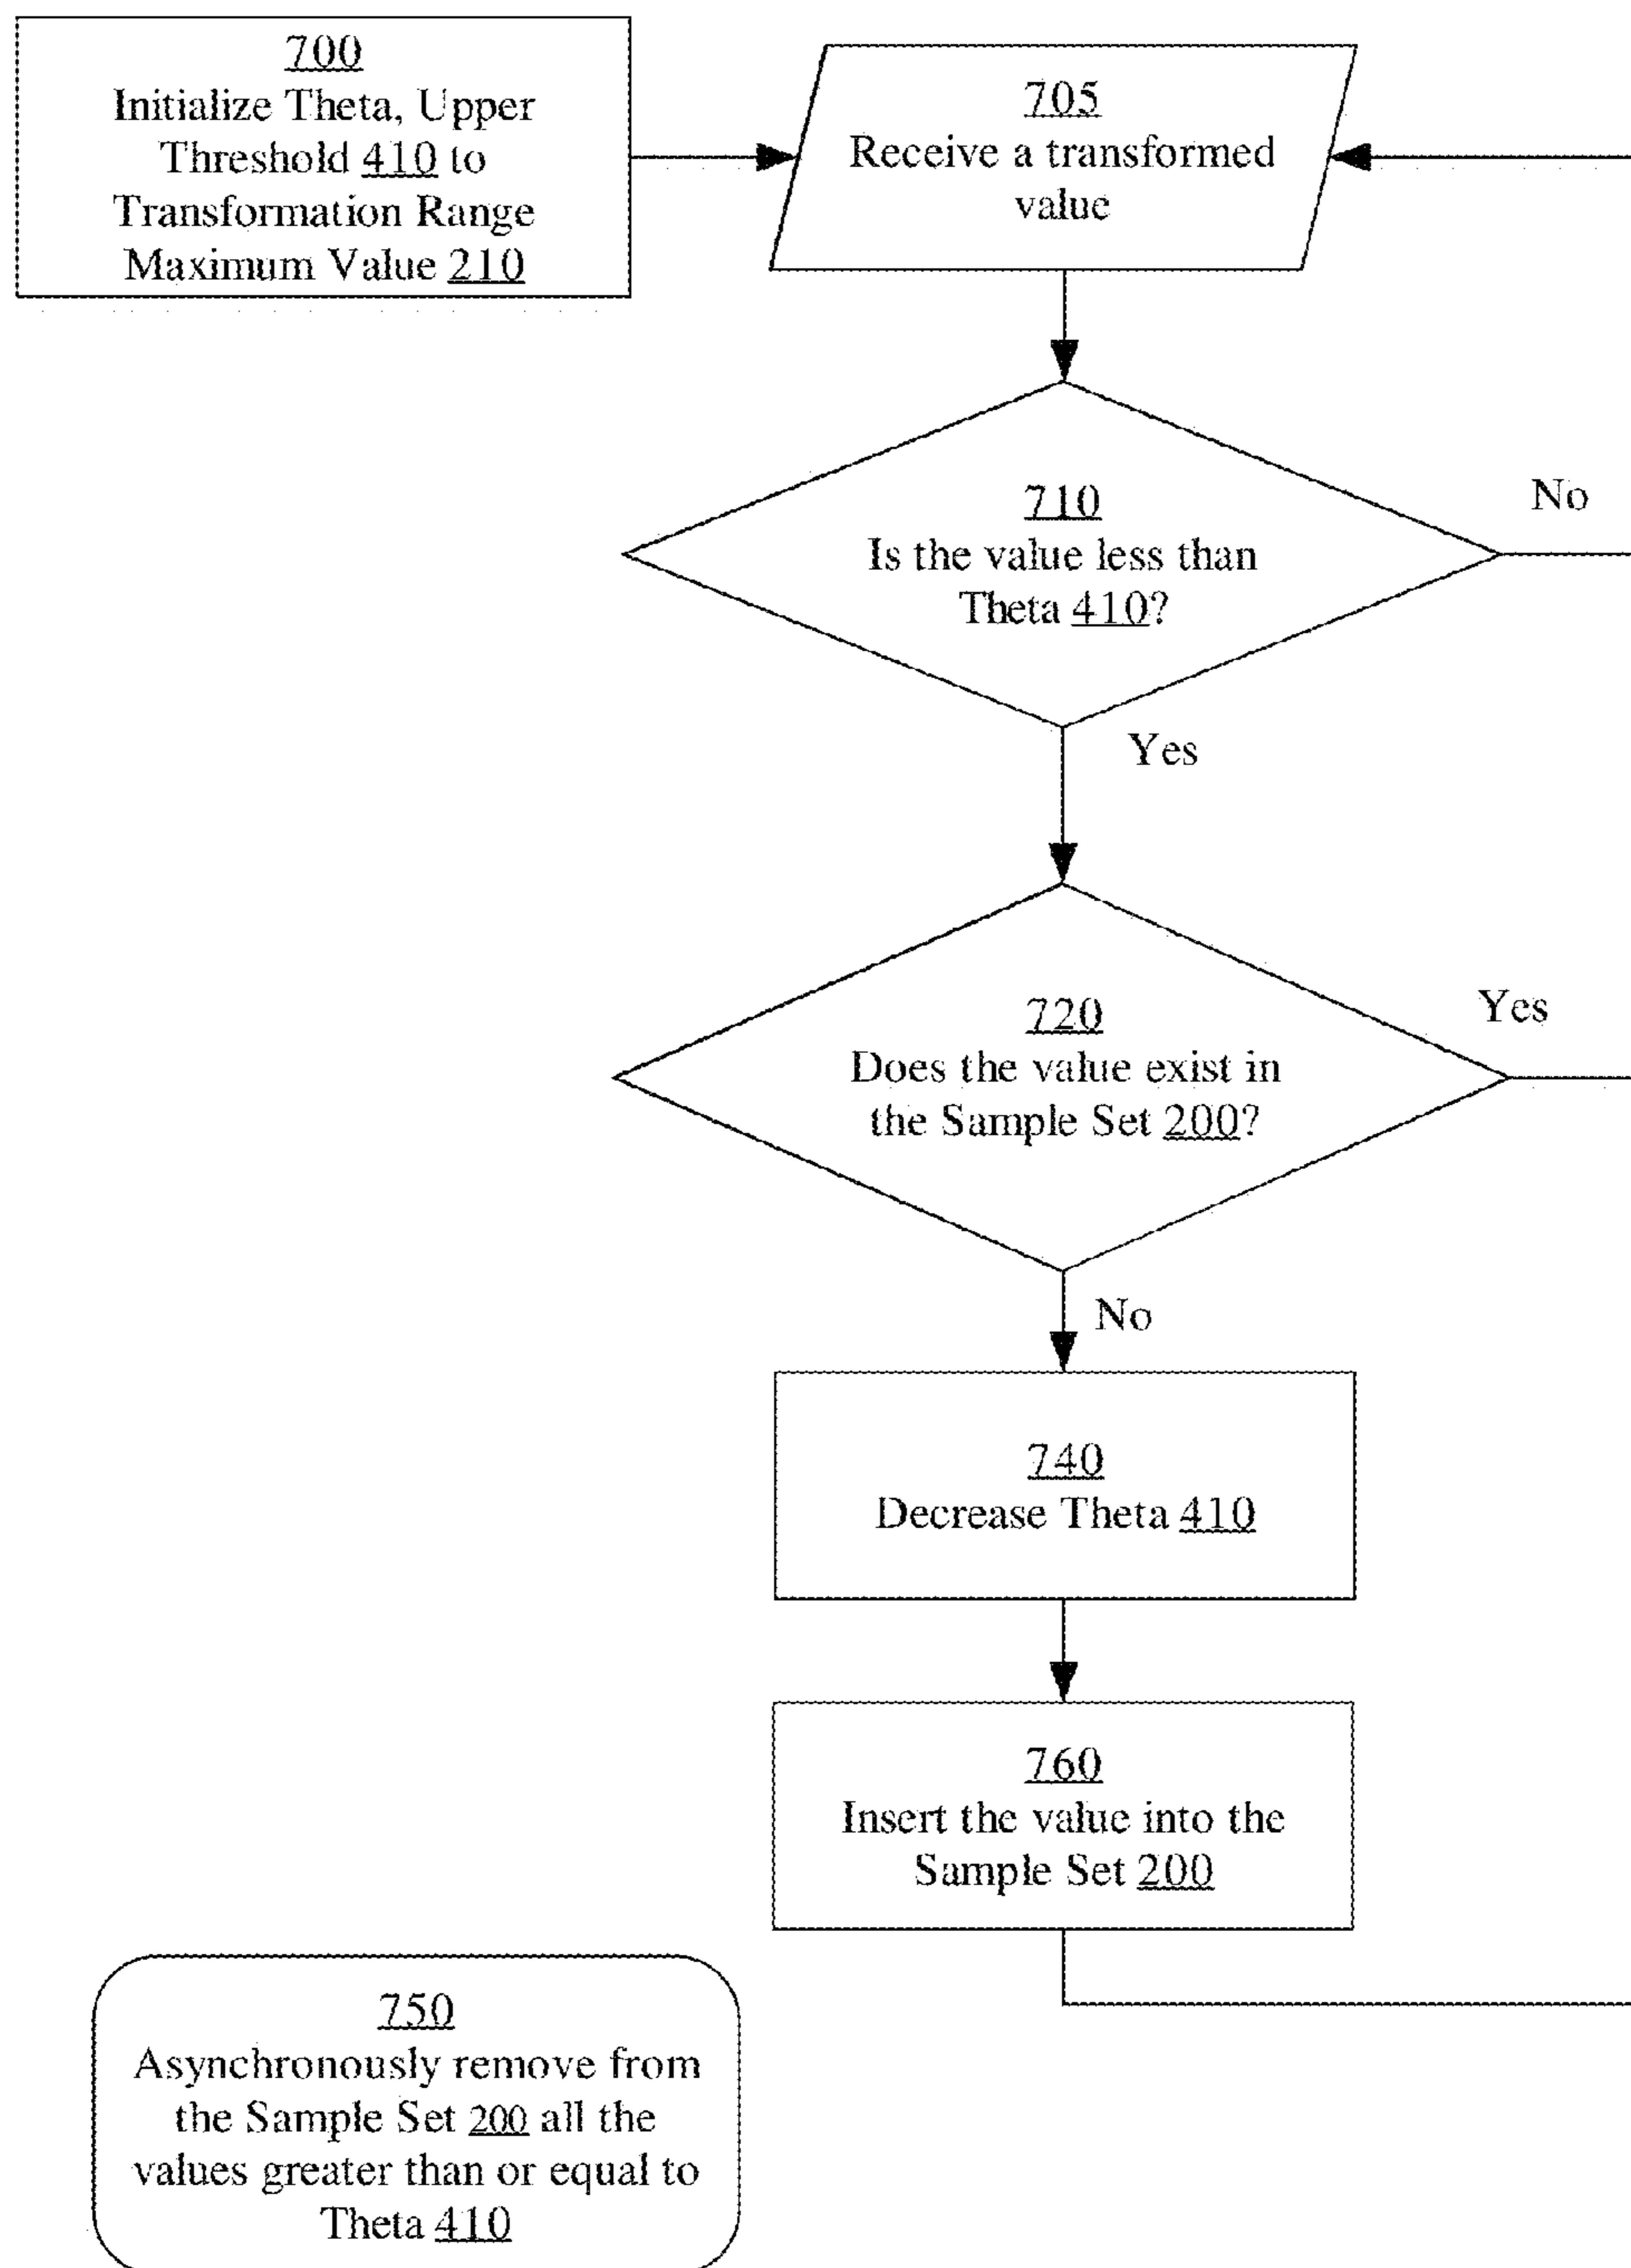 700
Initialize Theta, Upper
Threshold 410 to
Transformation Range
Maximum Value 210
705
Receive a transformed
value
710
Is the value less than
Theta 410?
No
Yes
720
Does the value exist in
the Sample Set 200?
Yes
No
740
Decrease Theta 410
760
Insert the value into the
Sample Set 200
750
Asynchronously remove from
the Sample Set 200 all the
values greater than or equal to
Theta 410